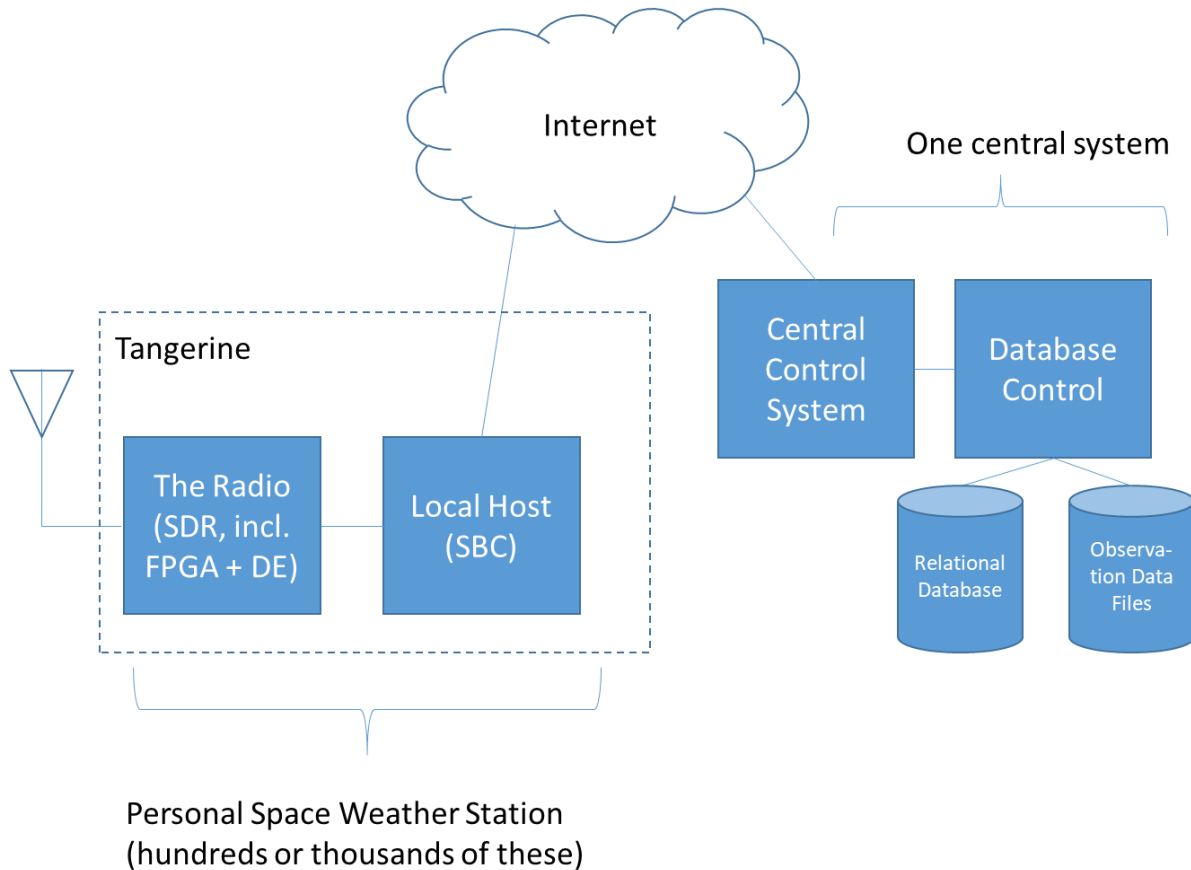 Internet
One central system
Central
Control
System
Database
Control
Tangerine
The Radio
(SDR, incl.
FPGA + DE)
Local Host
(SBC)
Relational
Database
Observa-
tion Data
Files
Personal Space Weather Station
(hundreds or thousands of these)